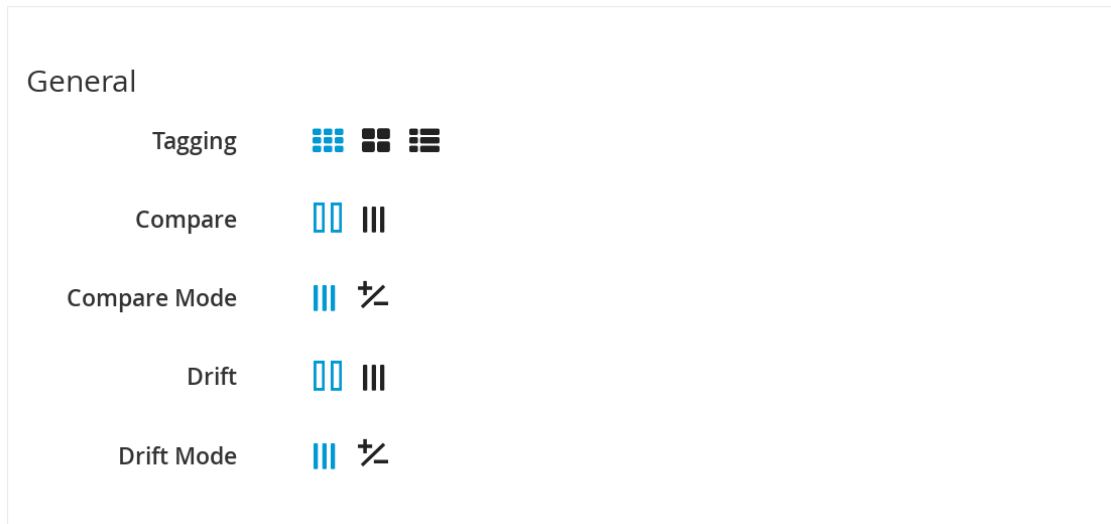 General
Tagging
Compare
Compare Mode
Drift
Drift Mode